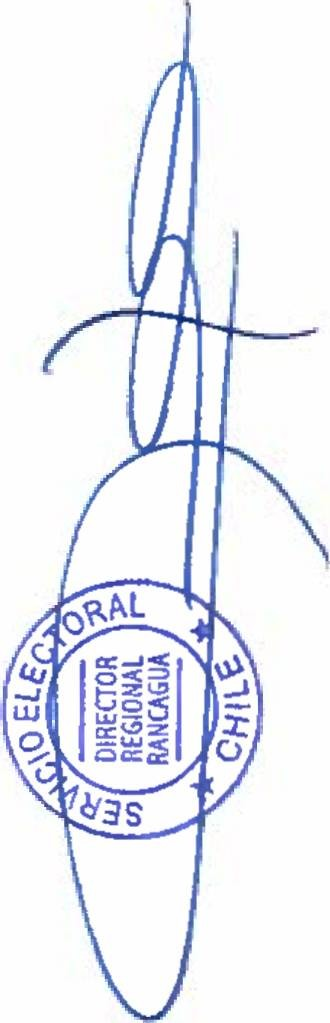 SERVICIO ELECTORAL
DIRECTOR
REGIONAL
RANCAGUA
★ CHILE ★